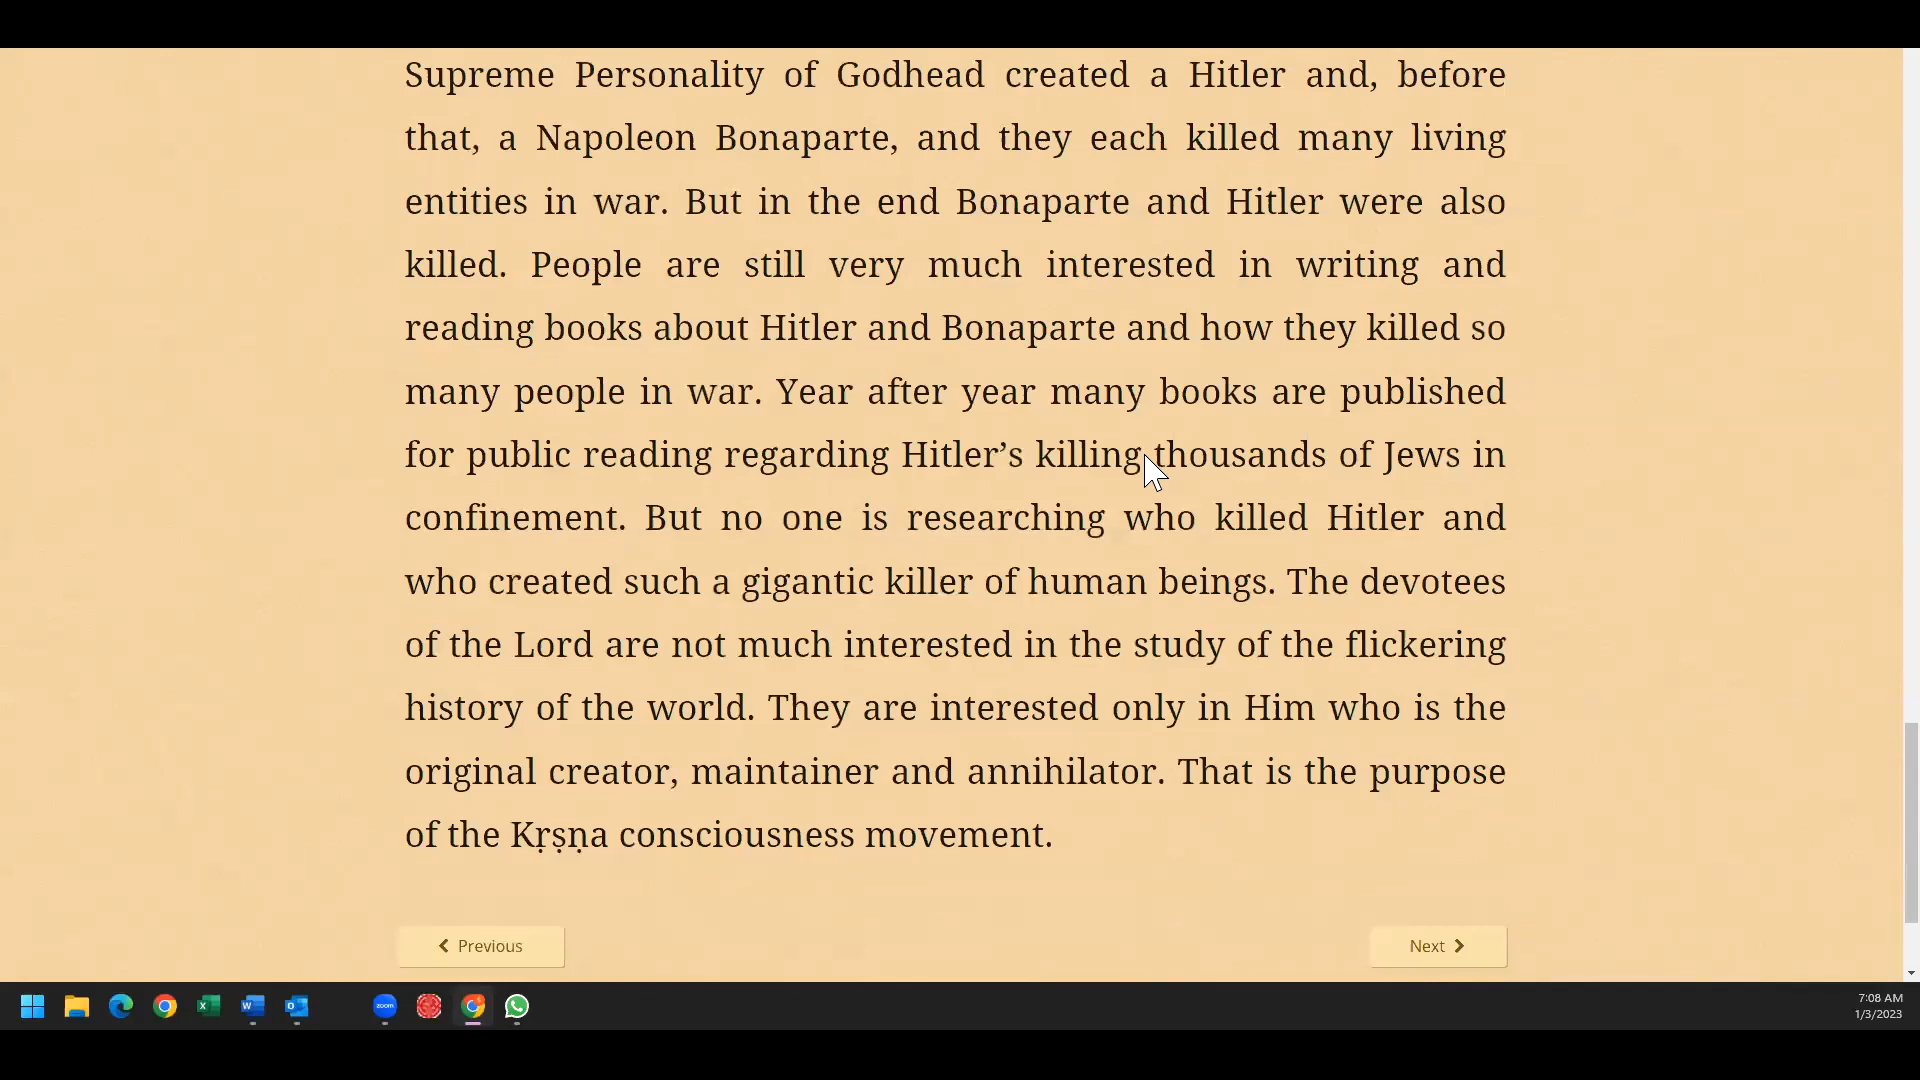 Supreme Personality of Godhead created a Hitler and, before
that, a Napoleon Bonaparte, and they each killed many living
entities in war. But in the end Bonaparte and Hitler were also
killed. People are still very much interested in writing and
reading books about Hitler and Bonaparte and how they killed so
many people in war. Year after year many books are published
for public reading regarding Hitler’s killing thousands of Jews in
confinement. But no one is researching who killed Hitler and
who created such a gigantic killer of human beings. The devotees
of the Lord are not much interested in the study of the flickering
history of the world. They are interested only in Him who is the
original creator, maintainer and annihilator. That is the purpose
of the Kṛṣṇa consciousness movement.
Previous
Next
zoom
7:08 AM
1/3/2023